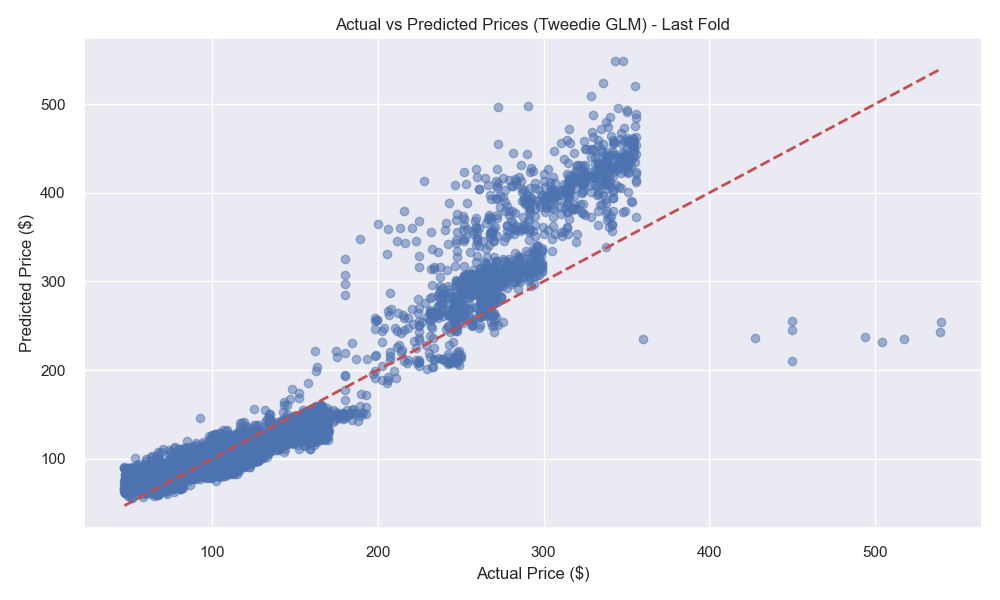 Actual vs Predicted Prices (Tweedie GLM) - Last Fold
Predicted Price ($)
500
400
300
200
100
100 200 300 400 500
Actual Price ($)